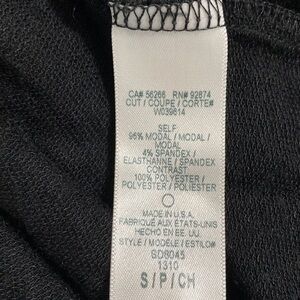 CA# 56266 RN# 92874
CUT / COUPE / CORTE#
W039614
SELF
96% MODAL / MODAL /
MODAL
4% SPANDEX /
ELASTHANNE / SPANDEX
CONTRAST
100% POLYESTER /
POLYESTER / POLIESTER
MADE IN U.S.A.
FABRIQUÉ AUX ÉTATS-UNIS
HECHO EN EE. UU.
STYLE / MODÈLE / ESTILO#
SD6045
1310
S / P / CH